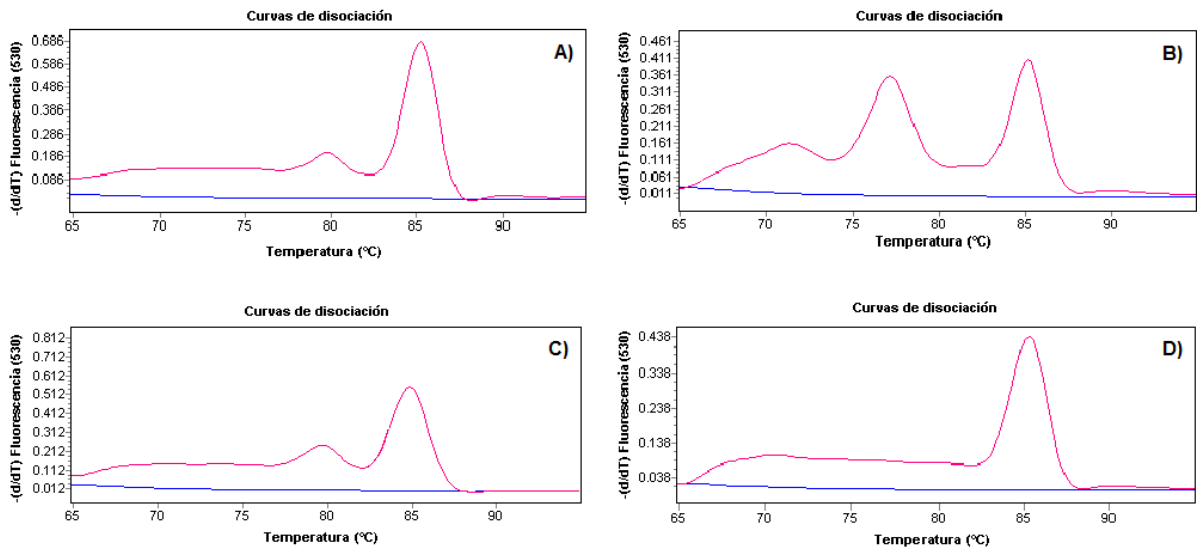 Curvas de disociación
A)
-(d/dT) Fluorescencia (530)
0.686
0.586
0.486
0.386
0.286
0.186
0.086
65 70 75 80 85 90
Temperatura (°C)
Curvas de disociación
B)
-(d/dT) Fluorescencia (530)
0.461
0.411
0.361
0.311
0.261
0.211
0.161
0.111
0.061
0.011
65 70 75 80 85 90
Temperatura (°C)
Curvas de disociación
C)
-(d/dT) Fluorescencia (530)
0.812
0.712
0.612
0.512
0.412
0.312
0.212
0.112
0.012
65 70 75 80 85 90
Temperatura (°C)
Curvas de disociación
D)
-(d/dT) Fluorescencia (530)
0.438
0.338
0.238
0.138
0.038
65 70 75 80 85 90
Temperatura (°C)